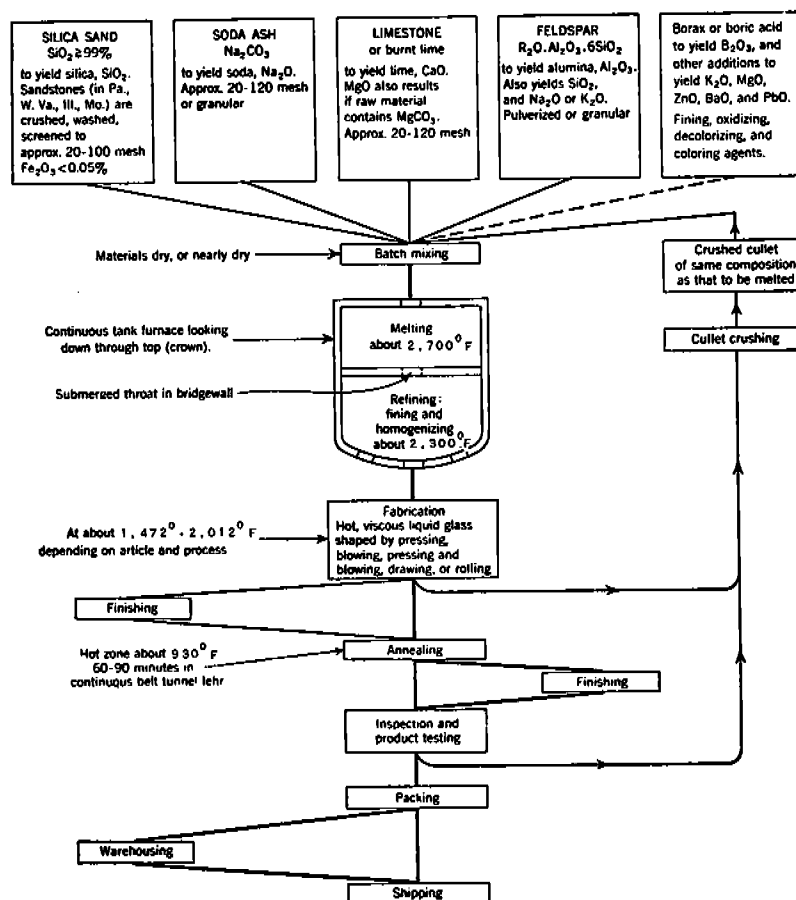 SILICA SAND
SiO₂≥99%
to yield silica, SiO₂.
Sandstones (in Pa.,
W. Va., Ill., Mo.) are
crushed, washed,
screened to
approx. 20-100 mesh
Fe₂O₃<0.05%
SODA ASH
Na₂CO₃
to yield soda, Na₂O.
Approx. 20-120 mesh
or granular
LIMESTONE
or burnt lime
to yield lime, CaO.
MgO also results
if raw material
contains MgCO₃.
Approx. 20-120 mesh
FELDSPAR
R₂O.Al₂O₃.6SiO₂
to yield alumina, Al₂O₃.
Also yields SiO₂,
and Na₂O or K₂O.
Pulverized or granular
Borax or boric acid
to yield B₂O₃, and
other additions to
yield K₂O, MgO,
ZnO, BaO, and PbO.
Fining, oxidizing,
decolorizing, and
coloring agents.
Materials dry, or nearly dry
Batch mixing
Crushed cullet
of same composition
as that to be melted
Continuous tank furnace looking
down through top (crown).
Melting
about 2,700⁰ F
Cullet crushing
Submerged throat in bridgewall
Refining:
fining and
homogenizing
about 2,300⁰ F
At about 1,472⁰ - 2,012⁰ F
depending on article and process
Fabrication
Hot, viscous liquid glass
shaped by pressing,
blowing, pressing and
blowing, drawing, or rolling
Finishing
Hot zone about 930⁰ F
60-90 minutes in
continuous belt tunnel lehr
Annealing
Finishing
Inspection and
product testing
Packing
Warehousing
Shipping